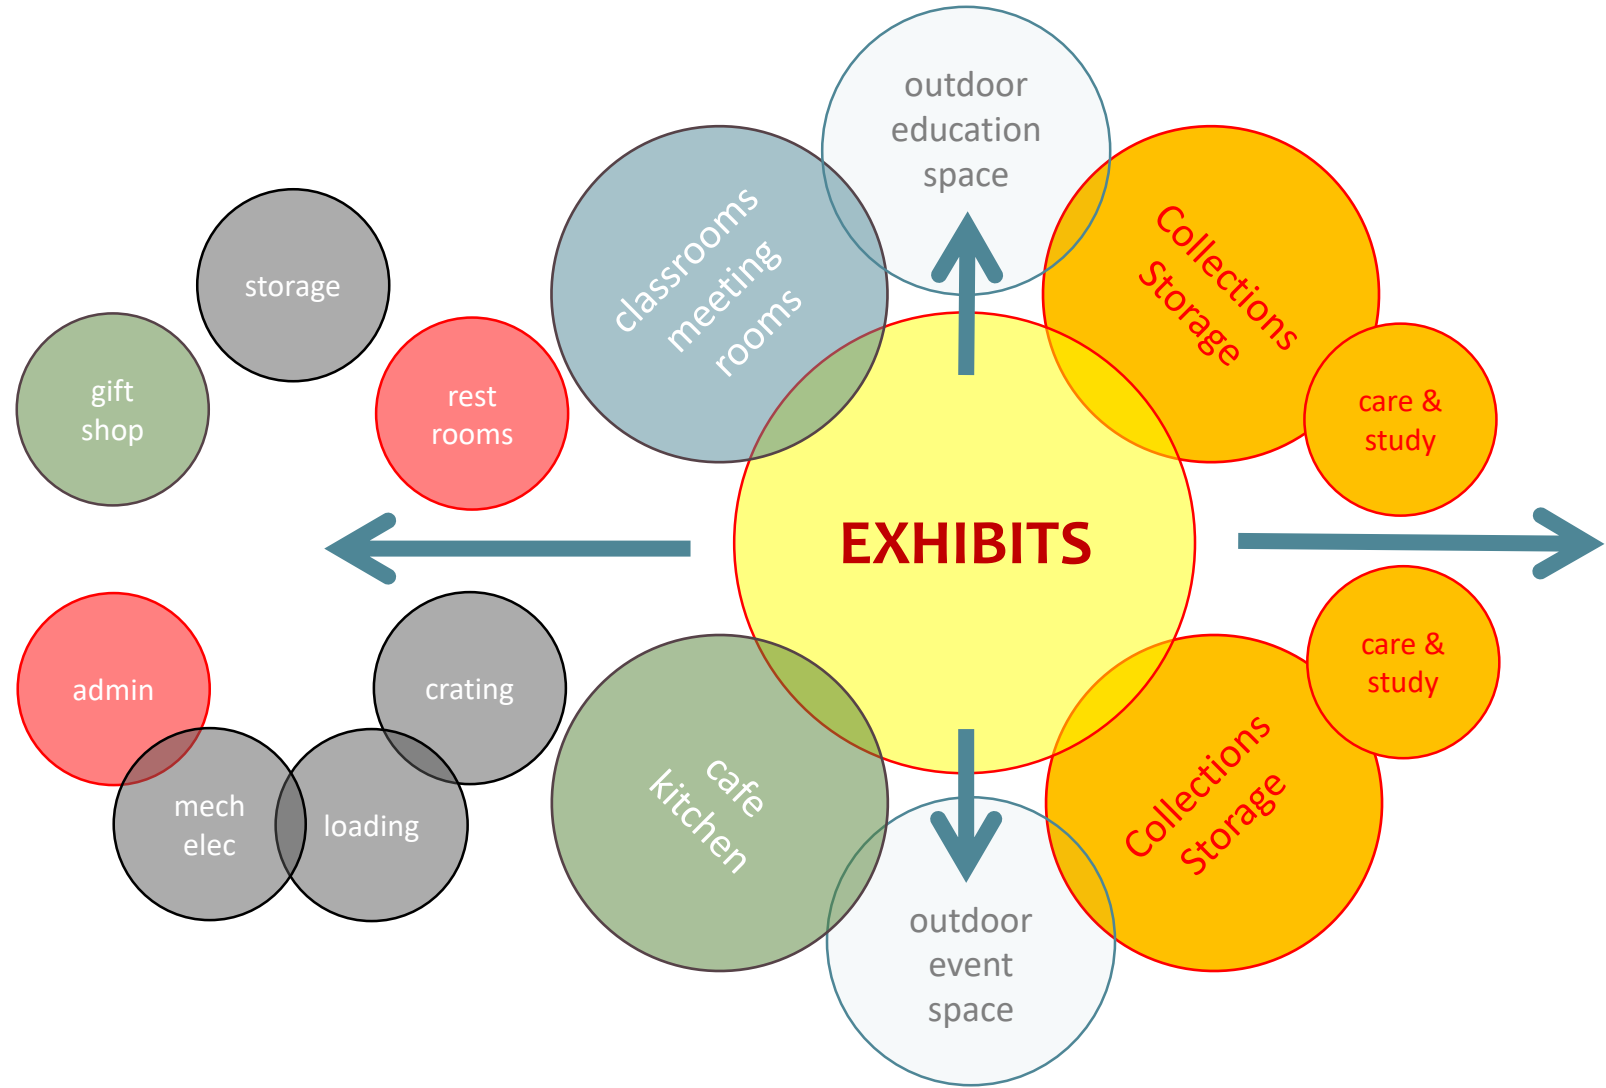 outdoor
education
space
classrooms
meeting
rooms
Collections
Storage
storage
gift
shop
rest
rooms
care &
study
EXHIBITS
care &
study
admin
crating
mech
elec
loading
cafe
kitchen
Collections
Storage
outdoor
event
space